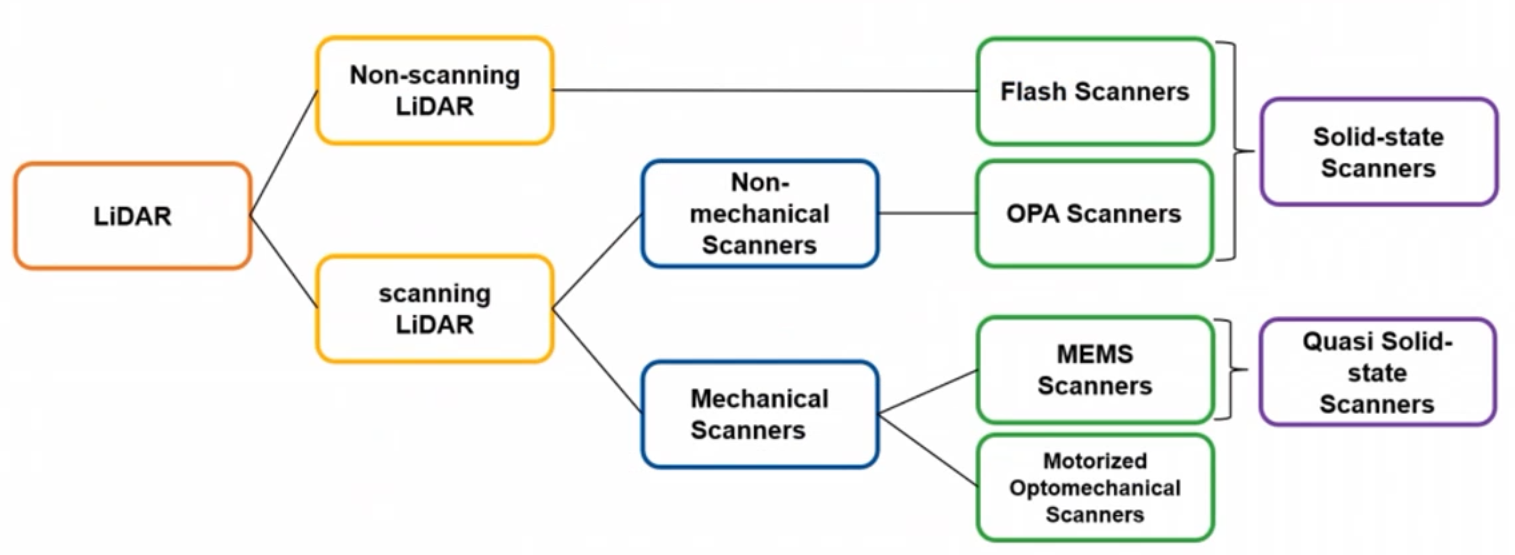 Non-scanning
LiDAR
Flash Scanners
Solid-state
Scanners
LiDAR
Non-
mechanical
Scanners
OPA Scanners
scanning
LiDAR
MEMS
Scanners
Quasi Solid-
state
Scanners
Mechanical
Scanners
Motorized
Optomechanical
Scanners